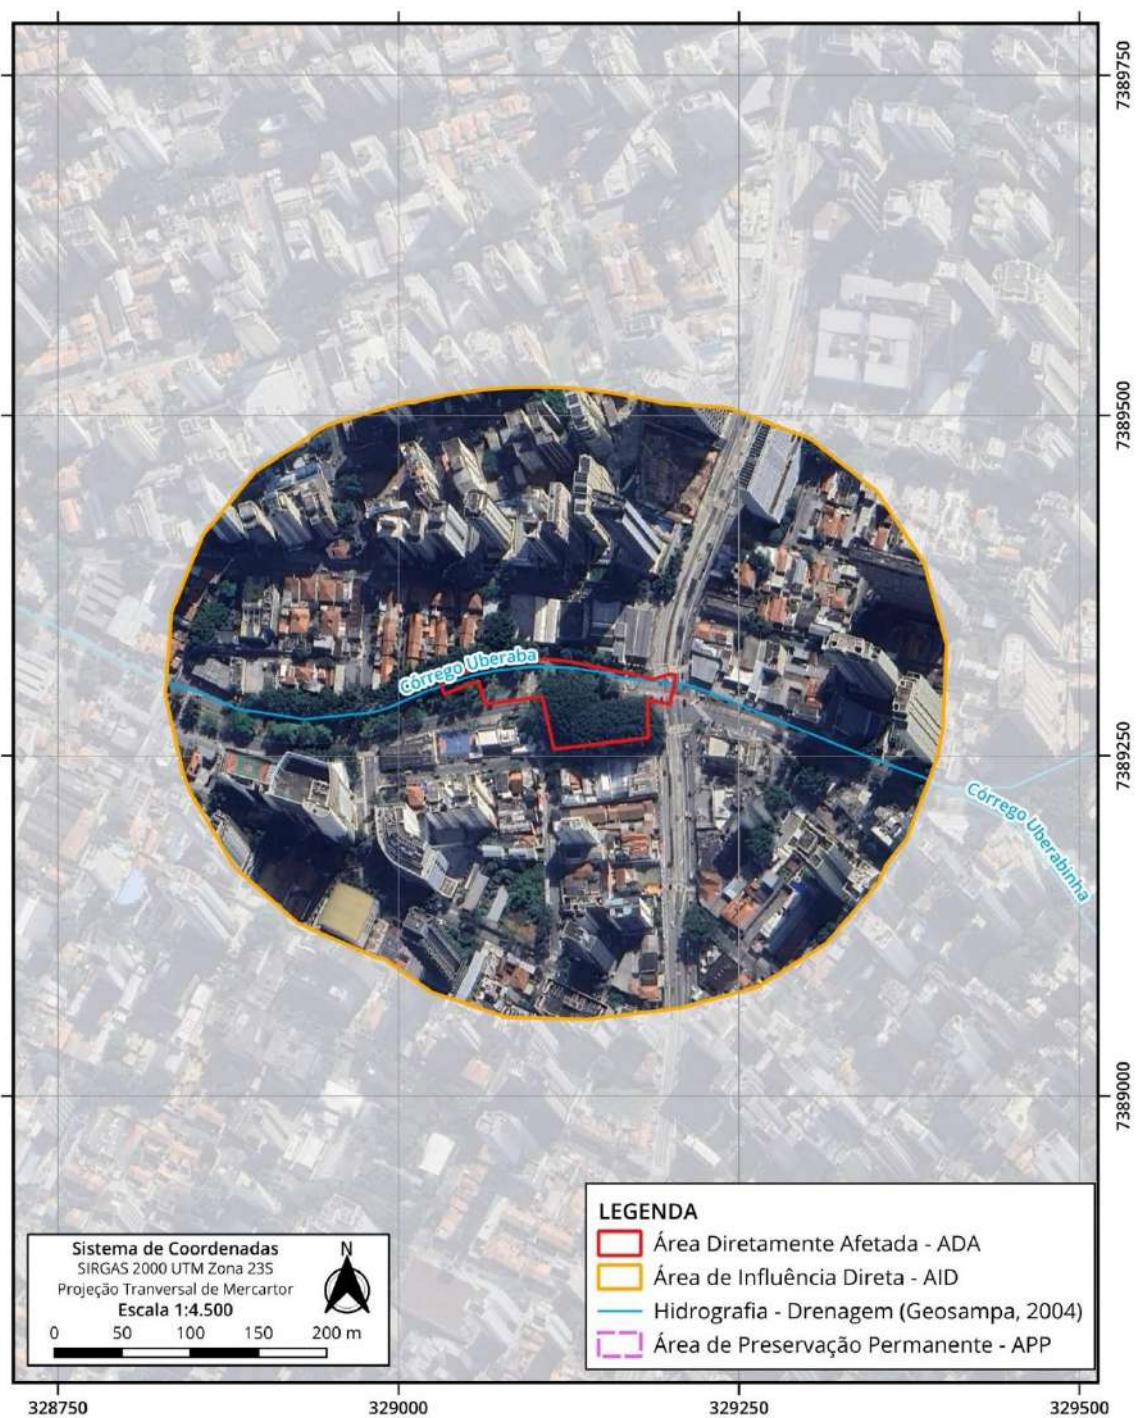 7389750
7389500
Córrego Uberaba
7389250
Córrego Uberabinha
7389000
LEGENDA
Área Diretamente Afetada - ADA
Área de Influência Direta - AID
Hidrografia - Drenagem (Geosampa, 2004)
Área de Preservação Permanente - APP
Sistema de Coordenadas
SIRGAS 2000 UTM Zona 23S
Projeção Tranversal de Mercartor
Escala 1:4.500
N
0 50 100 150 200 m
328750 329000 329250 329500